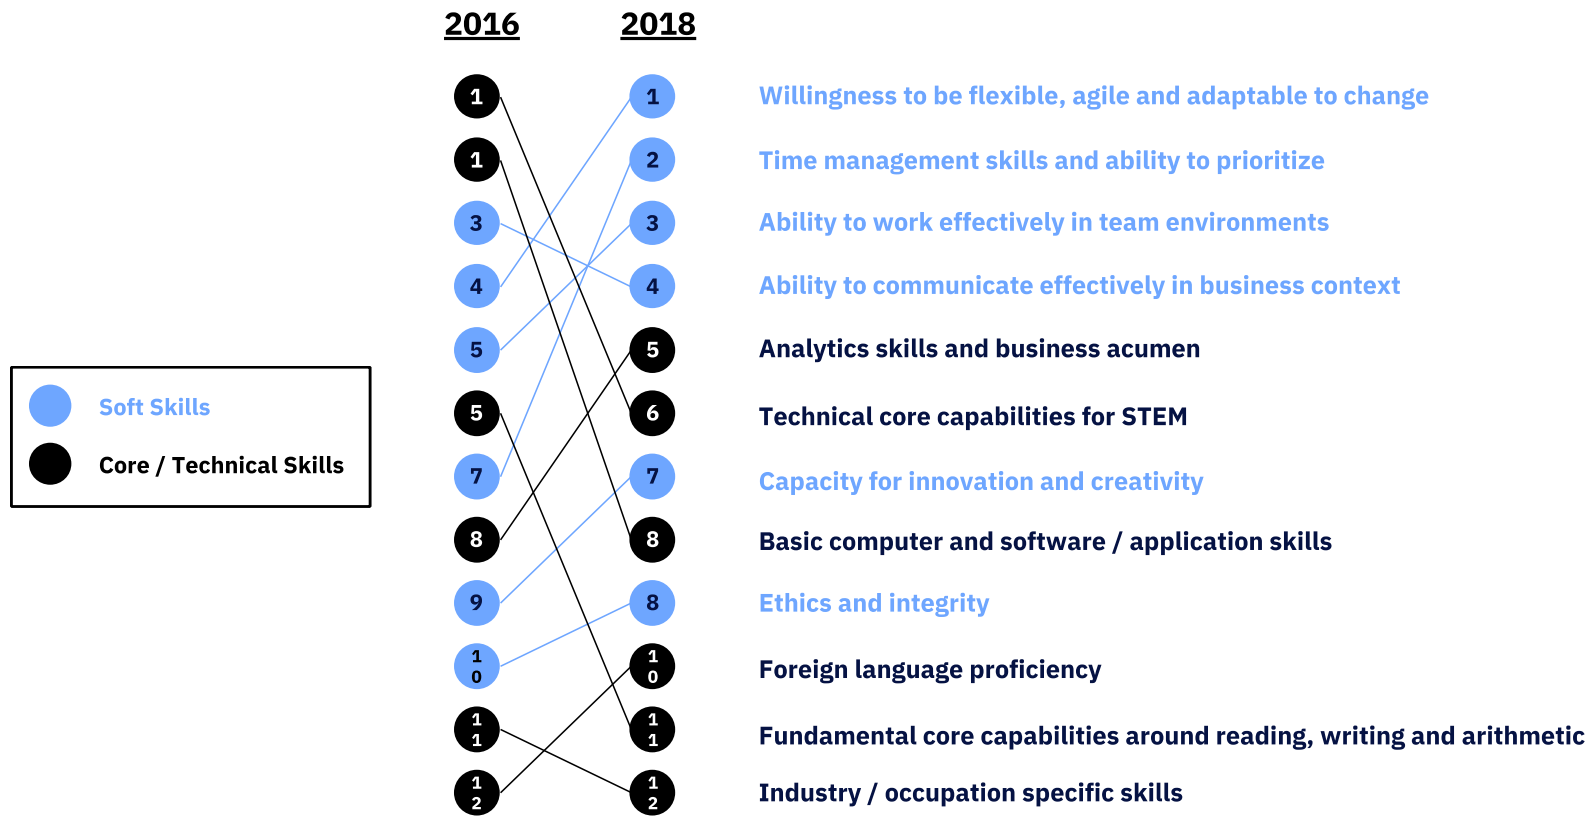 2016 2018
1 1 Willingness to be flexible, agile and adaptable to change
1 2 Time management skills and ability to prioritize
3 3 Ability to work effectively in team environments
4 4 Ability to communicate effectively in business context
5 5 Analytics skills and business acumen
Soft Skills
Core / Technical Skills
5 6 Technical core capabilities for STEM
7 7 Capacity for innovation and creativity
8 8 Basic computer and software / application skills
9 8 Ethics and integrity
10 10 Foreign language proficiency
11 11 Fundamental core capabilities around reading, writing and arithmetic
12 12 Industry / occupation specific skills